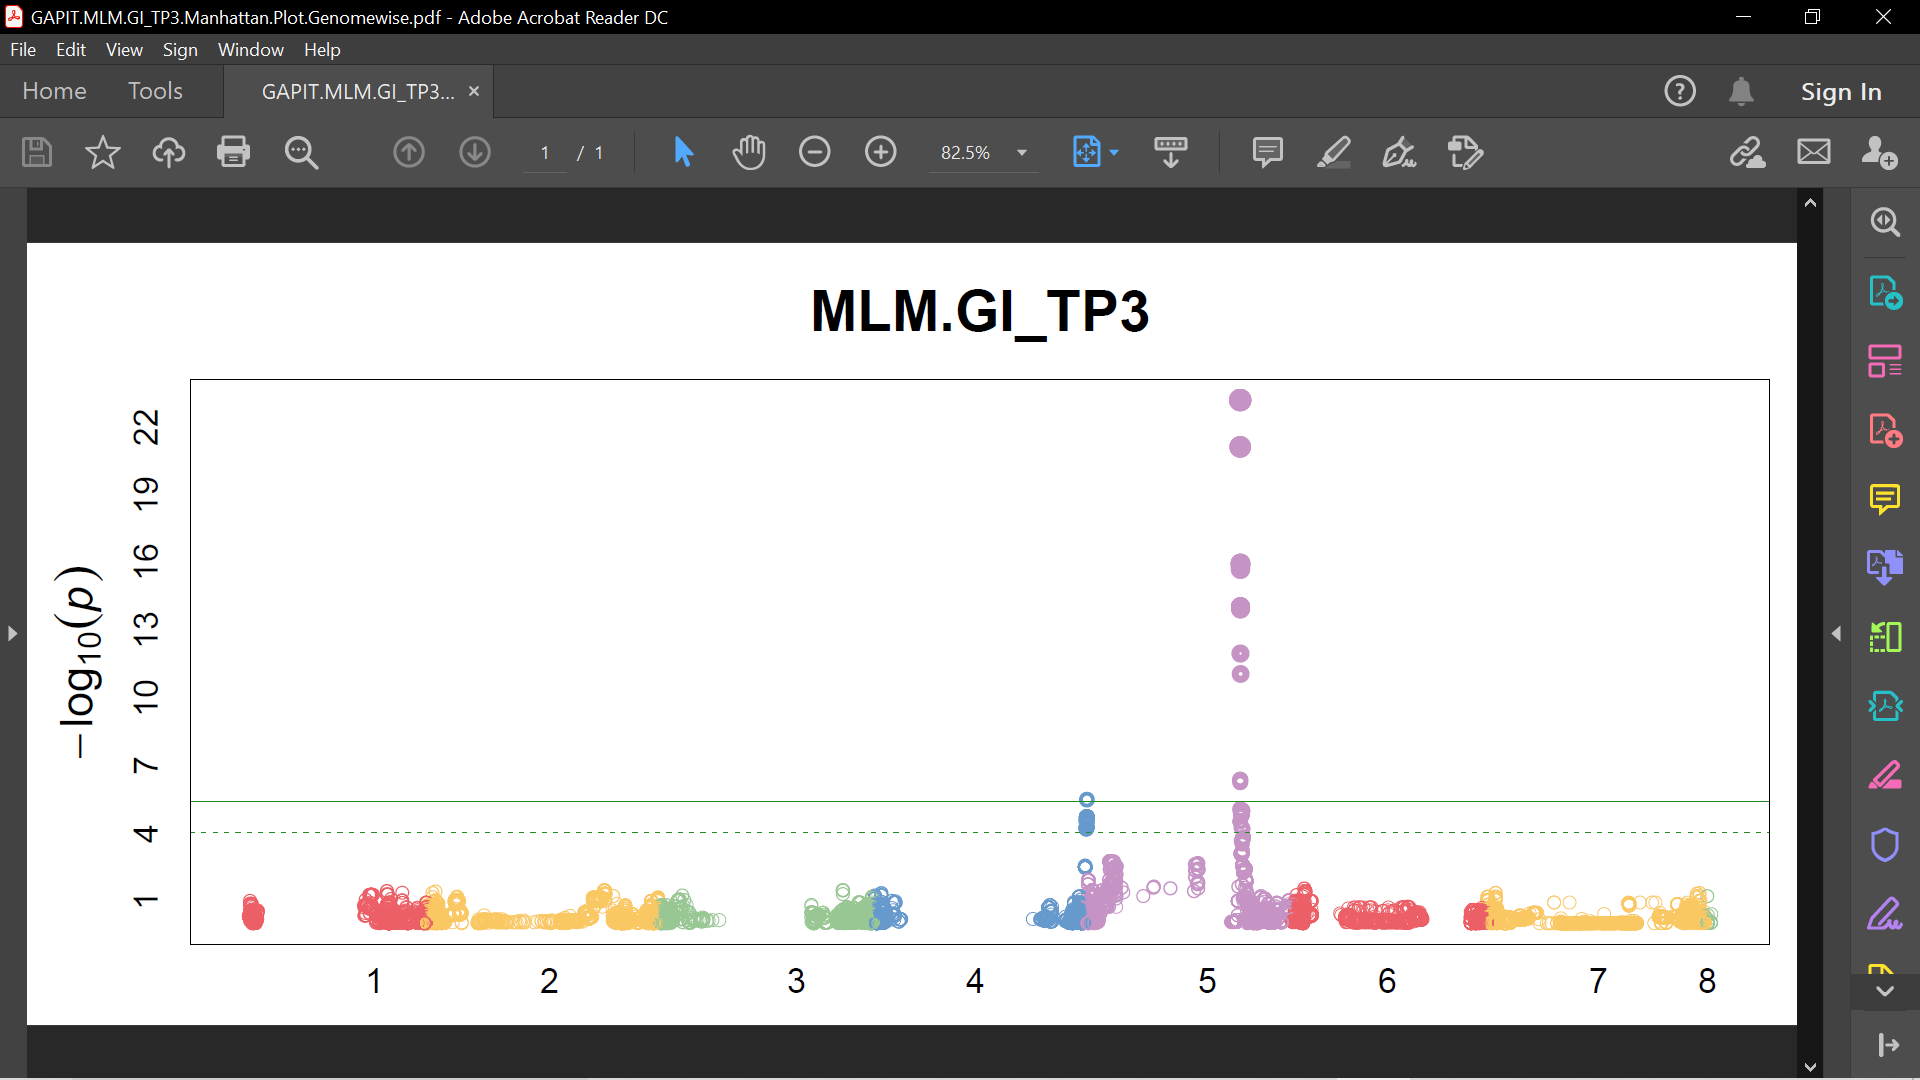 GAPIT.MLM.GI_TP3.Manhattan.Plot.Genomewise.pdf - Adobe Acrobat Reader DC
File Edit View Sign Window Help
Home Tools GAPIT.MLM.GI_TP3... × Sign In
1 / 1 82.5%
MLM.GI_TP3
22
19
16
13
10
7
4
1
−log10(p)
1 2 3 4 5 6 7 8